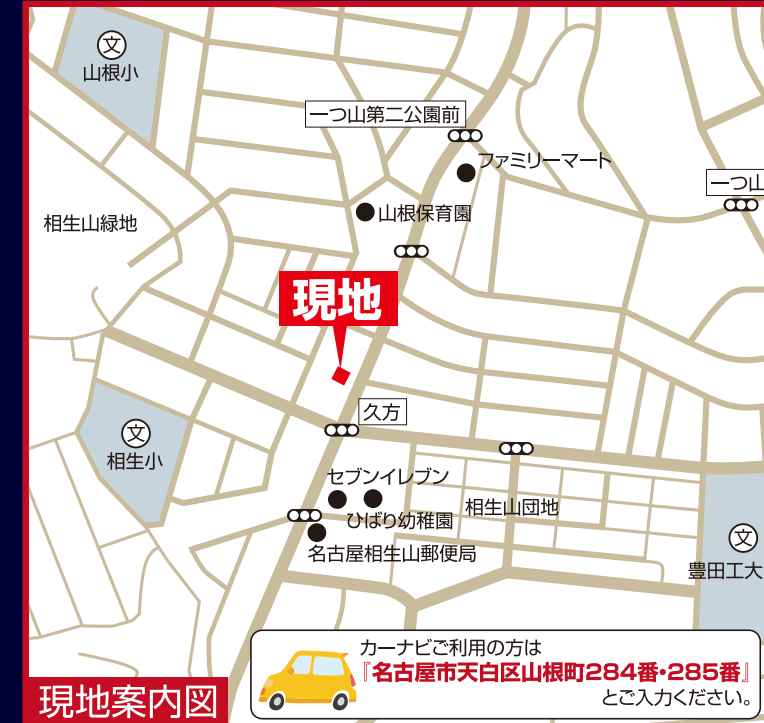 文
山根小
一つ山第二公園前
ファミリーマート
一つ山
相生山緑地
山根保育園
現地
久方
文
相生小
セブンイレブン
ひばり幼稚園
相生山団地
名古屋相生山郵便局
文
豊田工大
カーナビご利用の方は
『名古屋市天白区山根町284番・285番』
とご入力ください。
現地案内図